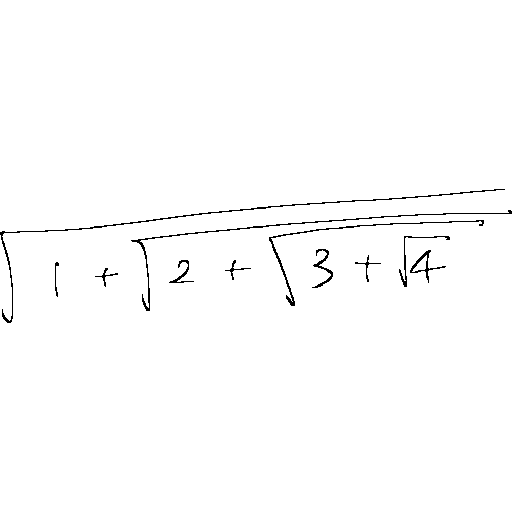 √(1 + √(2 + √(3 + √4)))